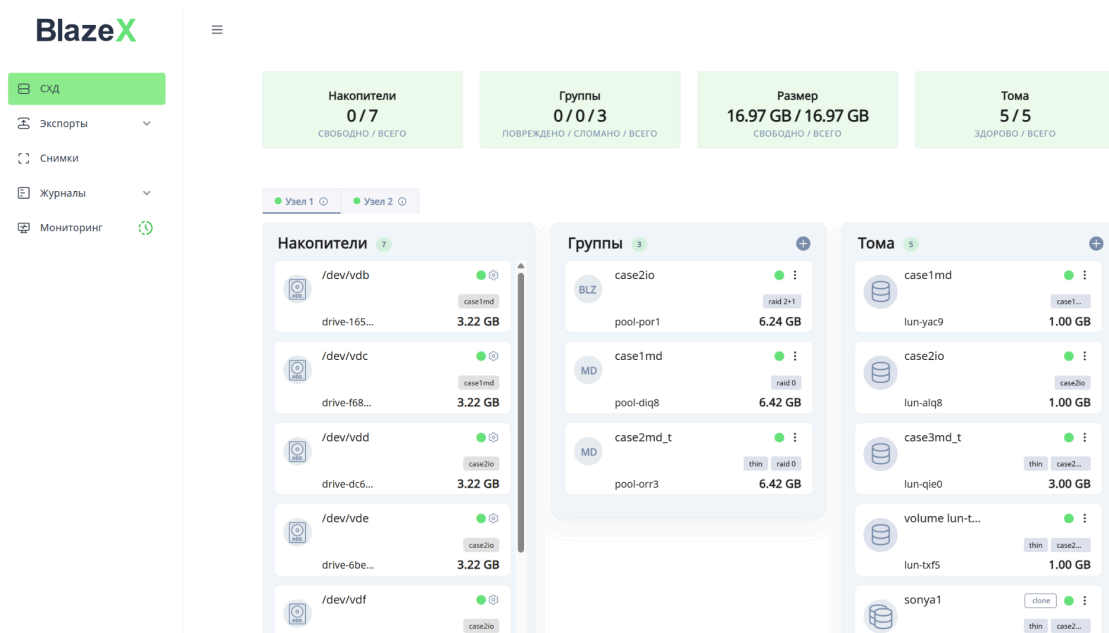 BlazeX
СХД
Экспорты
Снимки
Журналы
Мониторинг
Накопители
0 / 7
СВОБОДНО / ВСЕГО
Группы
0 / 0 / 3
ПОВРЕЖДЕНО / СЛОМАНО / ВСЕГО
Размер
16.97 GB / 16.97 GB
СВОБОДНО / ВСЕГО
Тома
5 / 5
ЗДОРОВО / ВСЕГО
Узел 1
Узел 2
Накопители 7
/dev/vdb
case1md
drive-165... 3.22 GB
/dev/vdc
case1md
drive-f68... 3.22 GB
/dev/vdd
case2io
drive-dc6... 3.22 GB
/dev/vde
case2io
drive-6be... 3.22 GB
/dev/vdf
case2io
Группы 3
BLZ
case2io
raid 2+1
pool-por1 6.24 GB
MD
case1md
raid 0
pool-diq8 6.42 GB
MD
case2md_t
thin raid 0
pool-orr3 6.42 GB
Тома 5
case1md
case1...
lun-yac9 1.00 GB
case2io
case2io
lun-alq8 1.00 GB
case3md_t
thin case2...
lun-qie0 3.00 GB
volume lun-t...
thin case2...
lun-txf5 1.00 GB
sonya1
clone
thin case2...